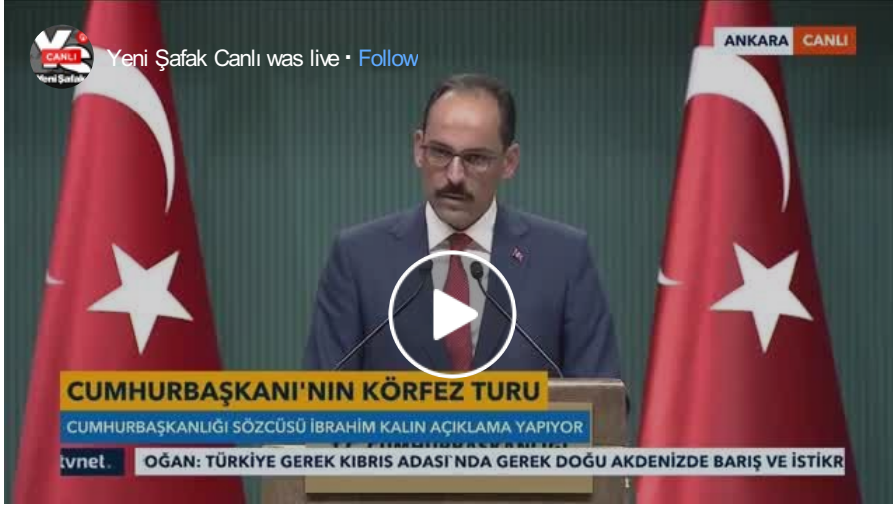 ANKARA CANLI
CANLI
Yeni Şafak
Yeni Şafak Canlı was live · Follow
CUMHURBAŞKANI'NIN KÖRFEZ TURU
CUMHURBAŞKANLIĞI SÖZCÜSÜ İBRAHİM KALIN AÇIKLAMA YAPIYOR
tvnet. OĞAN: TÜRKİYE GEREK KIBRIS ADASI`NDA GEREK DOĞU AKDENİZDE BARIŞ VE İSTİKR